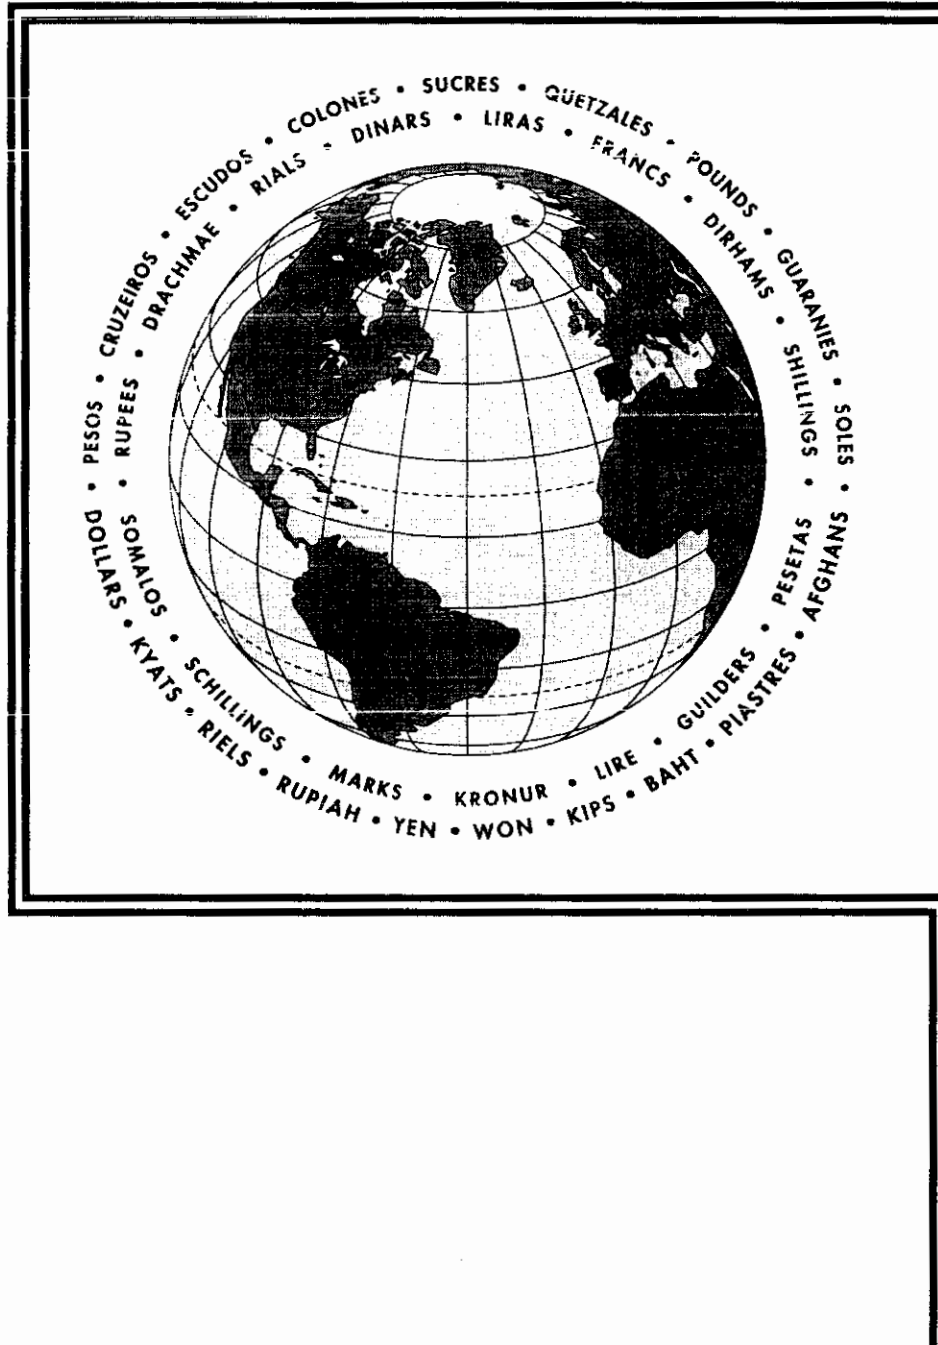 PESOS • CRUZEIROS • ESCUDOS • COLONES • SUCRES • QUETZALES • POUNDS • GUARANIES • SOLES •
RUPEES • DRACHMAE • RIALS • DINARS • LIRAS • FRANCS • DIRHAMS • SHILLINGS •
SOMALOS • SCHILLINGS • MARKS • KRONUR • LIRE • GUILDERS • PESETAS
DOLLARS • KYATS • RIELS • RUPIAH • YEN • WON • KIPS • BAHT • PIASTRES • AFGHANS